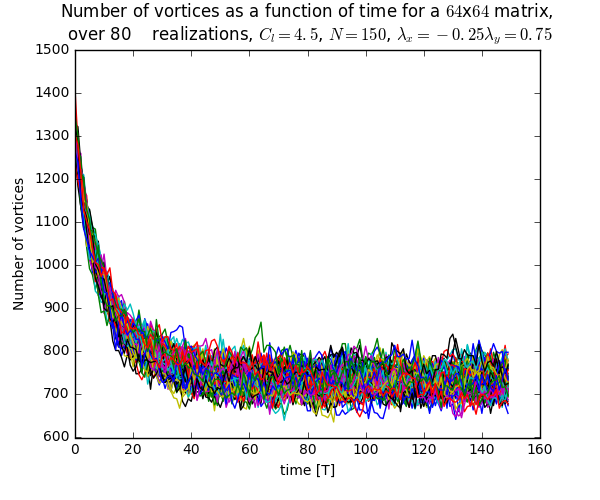 Number of vortices as a function of time for a 64x64 matrix,
over 80 realizations, C_l = 4.5, N = 150, λ_x = −0.25λ_y = 0.75
1500
1400
1300
1200
1100
1000
900
800
700
600
Number of vortices
0 20 40 60 80 100 120 140 160
time [T]